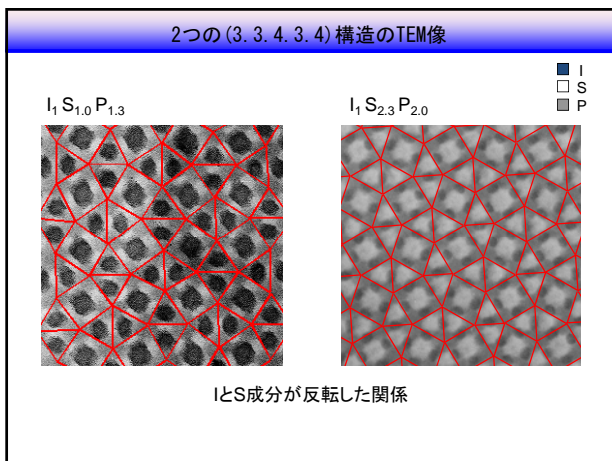 2つの(3.3.4.3.4)構造のTEM像
I
S
P
I1 S1.0 P1.3
I1 S2.3 P2.0
IとS成分が反転した関係